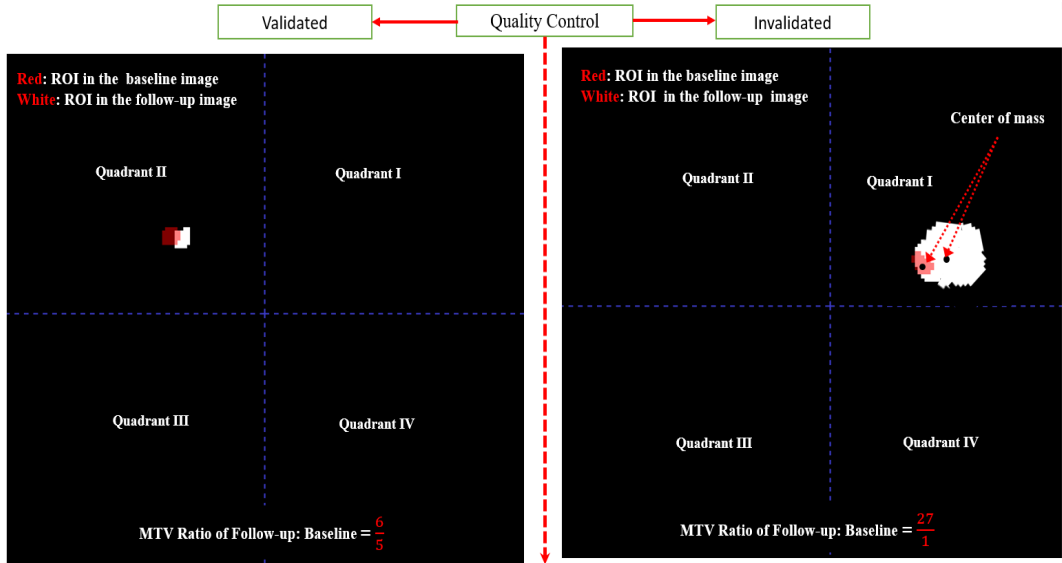 Validated
Quality Control
Invalidated
Red: ROI in the baseline image
White: ROI in the follow-up image
Quadrant II
Quadrant I
Quadrant III
Quadrant IV
MTV Ratio of Follow-up: Baseline = 6/5
Red: ROI in the baseline image
White: ROI in the follow-up image
Center of mass
Quadrant II
Quadrant I
Quadrant III
Quadrant IV
MTV Ratio of Follow-up: Baseline = 27/1